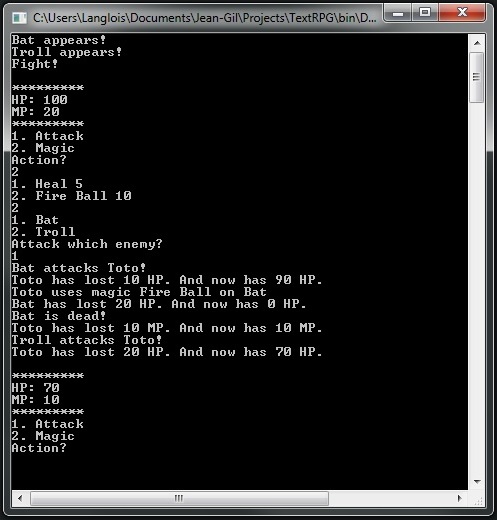 C:\Users\Langlois\Documents\Jean-Gil\Projects\TextRPG\bin\D...
Bat appears!
Troll appears!
Fight!
*********
HP: 100
MP: 20
*********
1. Attack
2. Magic
Action?
2
1. Heal 5
2. Fire Ball 10
2
1. Bat
2. Troll
Attack which enemy?
1
Bat attacks Toto!
Toto has lost 10 HP. And now has 90 HP.
Toto uses magic Fire Ball on Bat
Bat has lost 20 HP. And now has 0 HP.
Bat is dead!
Toto has lost 10 MP. And now has 10 MP.
Troll attacks Toto!
Toto has lost 20 HP. And now has 70 HP.
*********
HP: 70
MP: 10
*********
1. Attack
2. Magic
Action?